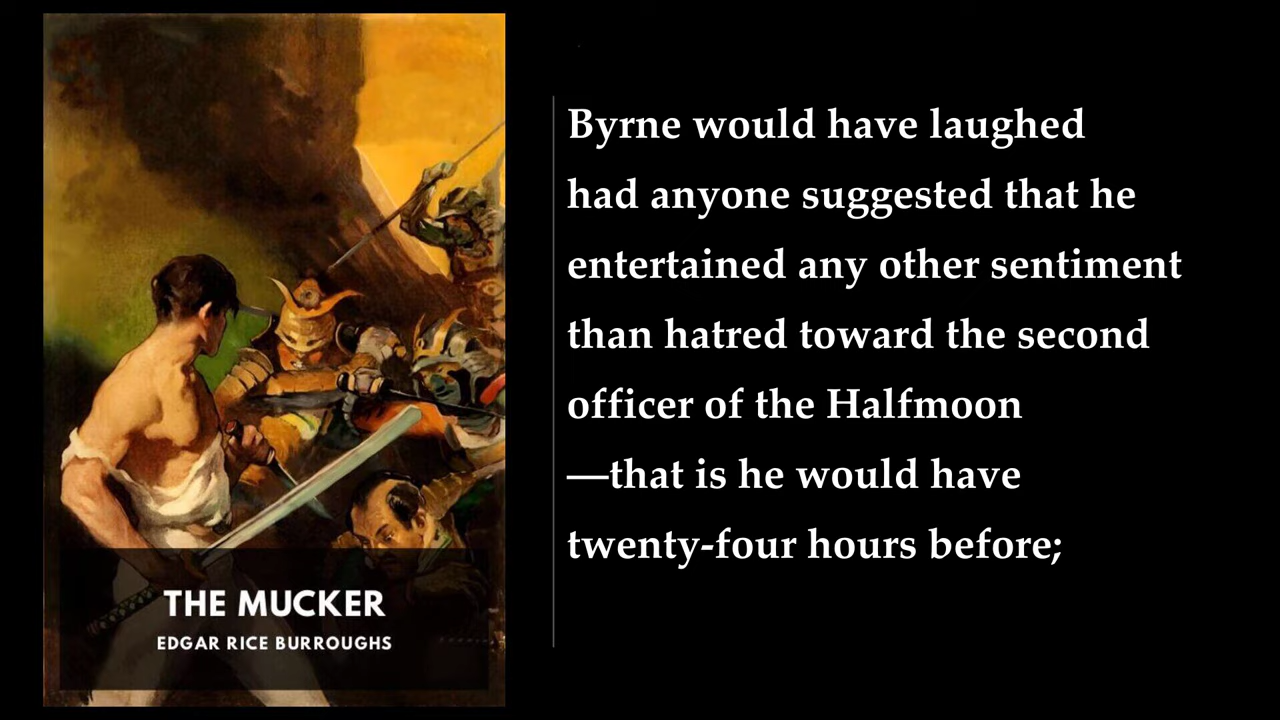 THE MUCKER
EDGAR RICE BURROUGHS
Byrne would have laughed
had anyone suggested that he
entertained any other sentiment
than hatred toward the second
officer of the Halfmoon
—that is he would have
twenty-four hours before;